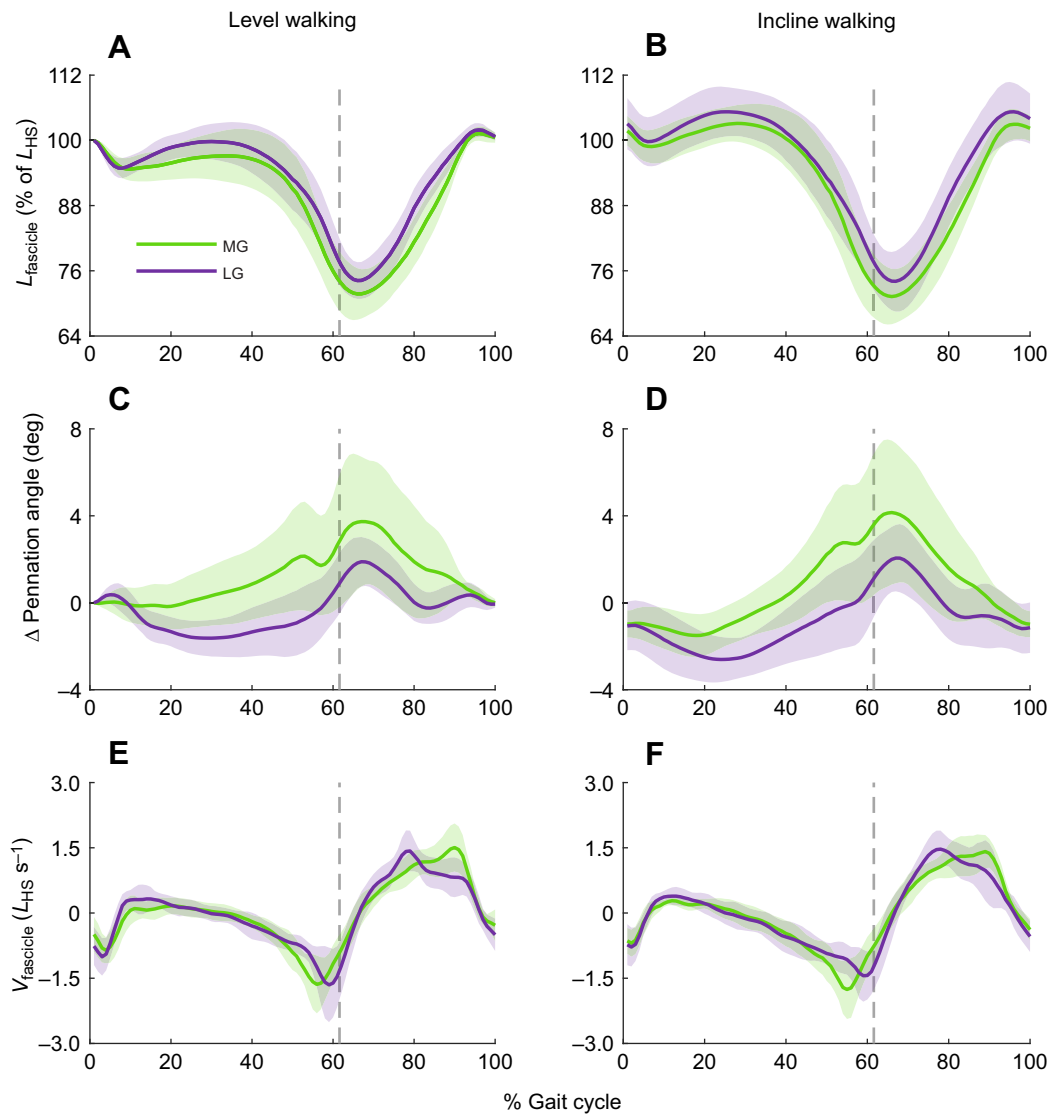 Level walking
Incline walking
A
B
112
100
88
76
64
L fascicle (% of L HS)
MG
LG
0 20 40 60 80 100
112
100
88
76
64
0 20 40 60 80 100
C
D
8
4
0
–4
Δ Pennation angle (deg)
0 20 40 60 80 100
8
4
0
–4
0 20 40 60 80 100
E
F
3.0
1.5
0
–1.5
–3.0
V fascicle (L HS s–1)
0 20 40 60 80 100
3.0
1.5
0
–1.5
–3.0
0 20 40 60 80 100
% Gait cycle